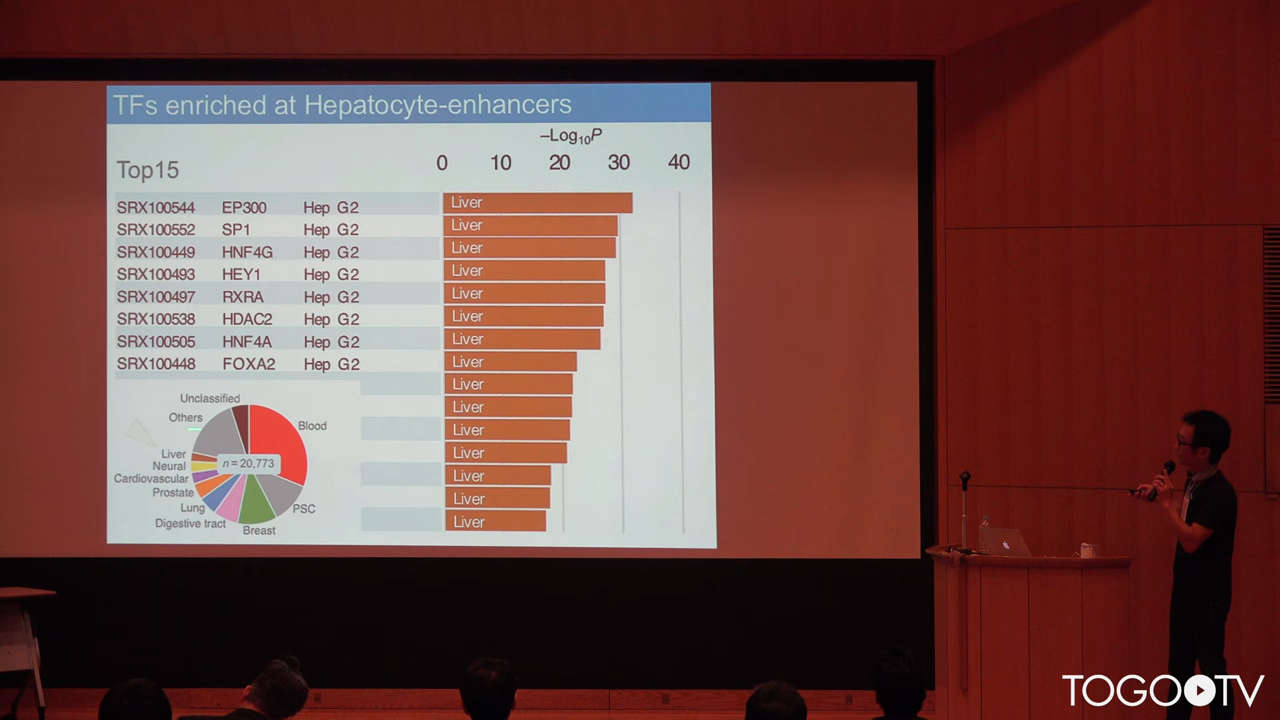 TFs enriched at Hepatocyte-enhancers
–Log10P
Top15
0 10 20 30 40
SRX100544 EP300 Hep G2 Liver
SRX100552 SP1 Hep G2 Liver
SRX100449 HNF4G Hep G2 Liver
SRX100493 HEY1 Hep G2 Liver
SRX100497 RXRA Hep G2 Liver
SRX100538 HDAC2 Hep G2 Liver
SRX100505 HNF4A Hep G2 Liver
SRX100448 FOXA2 Hep G2 Liver
Liver
Liver
Liver
Liver
Liver
Liver
Liver
Unclassified
Others
Blood
Liver
Neural
n = 20,773
Cardiovascular
Prostate
Lung
PSC
Digestive tract
Breast
TOGOTV